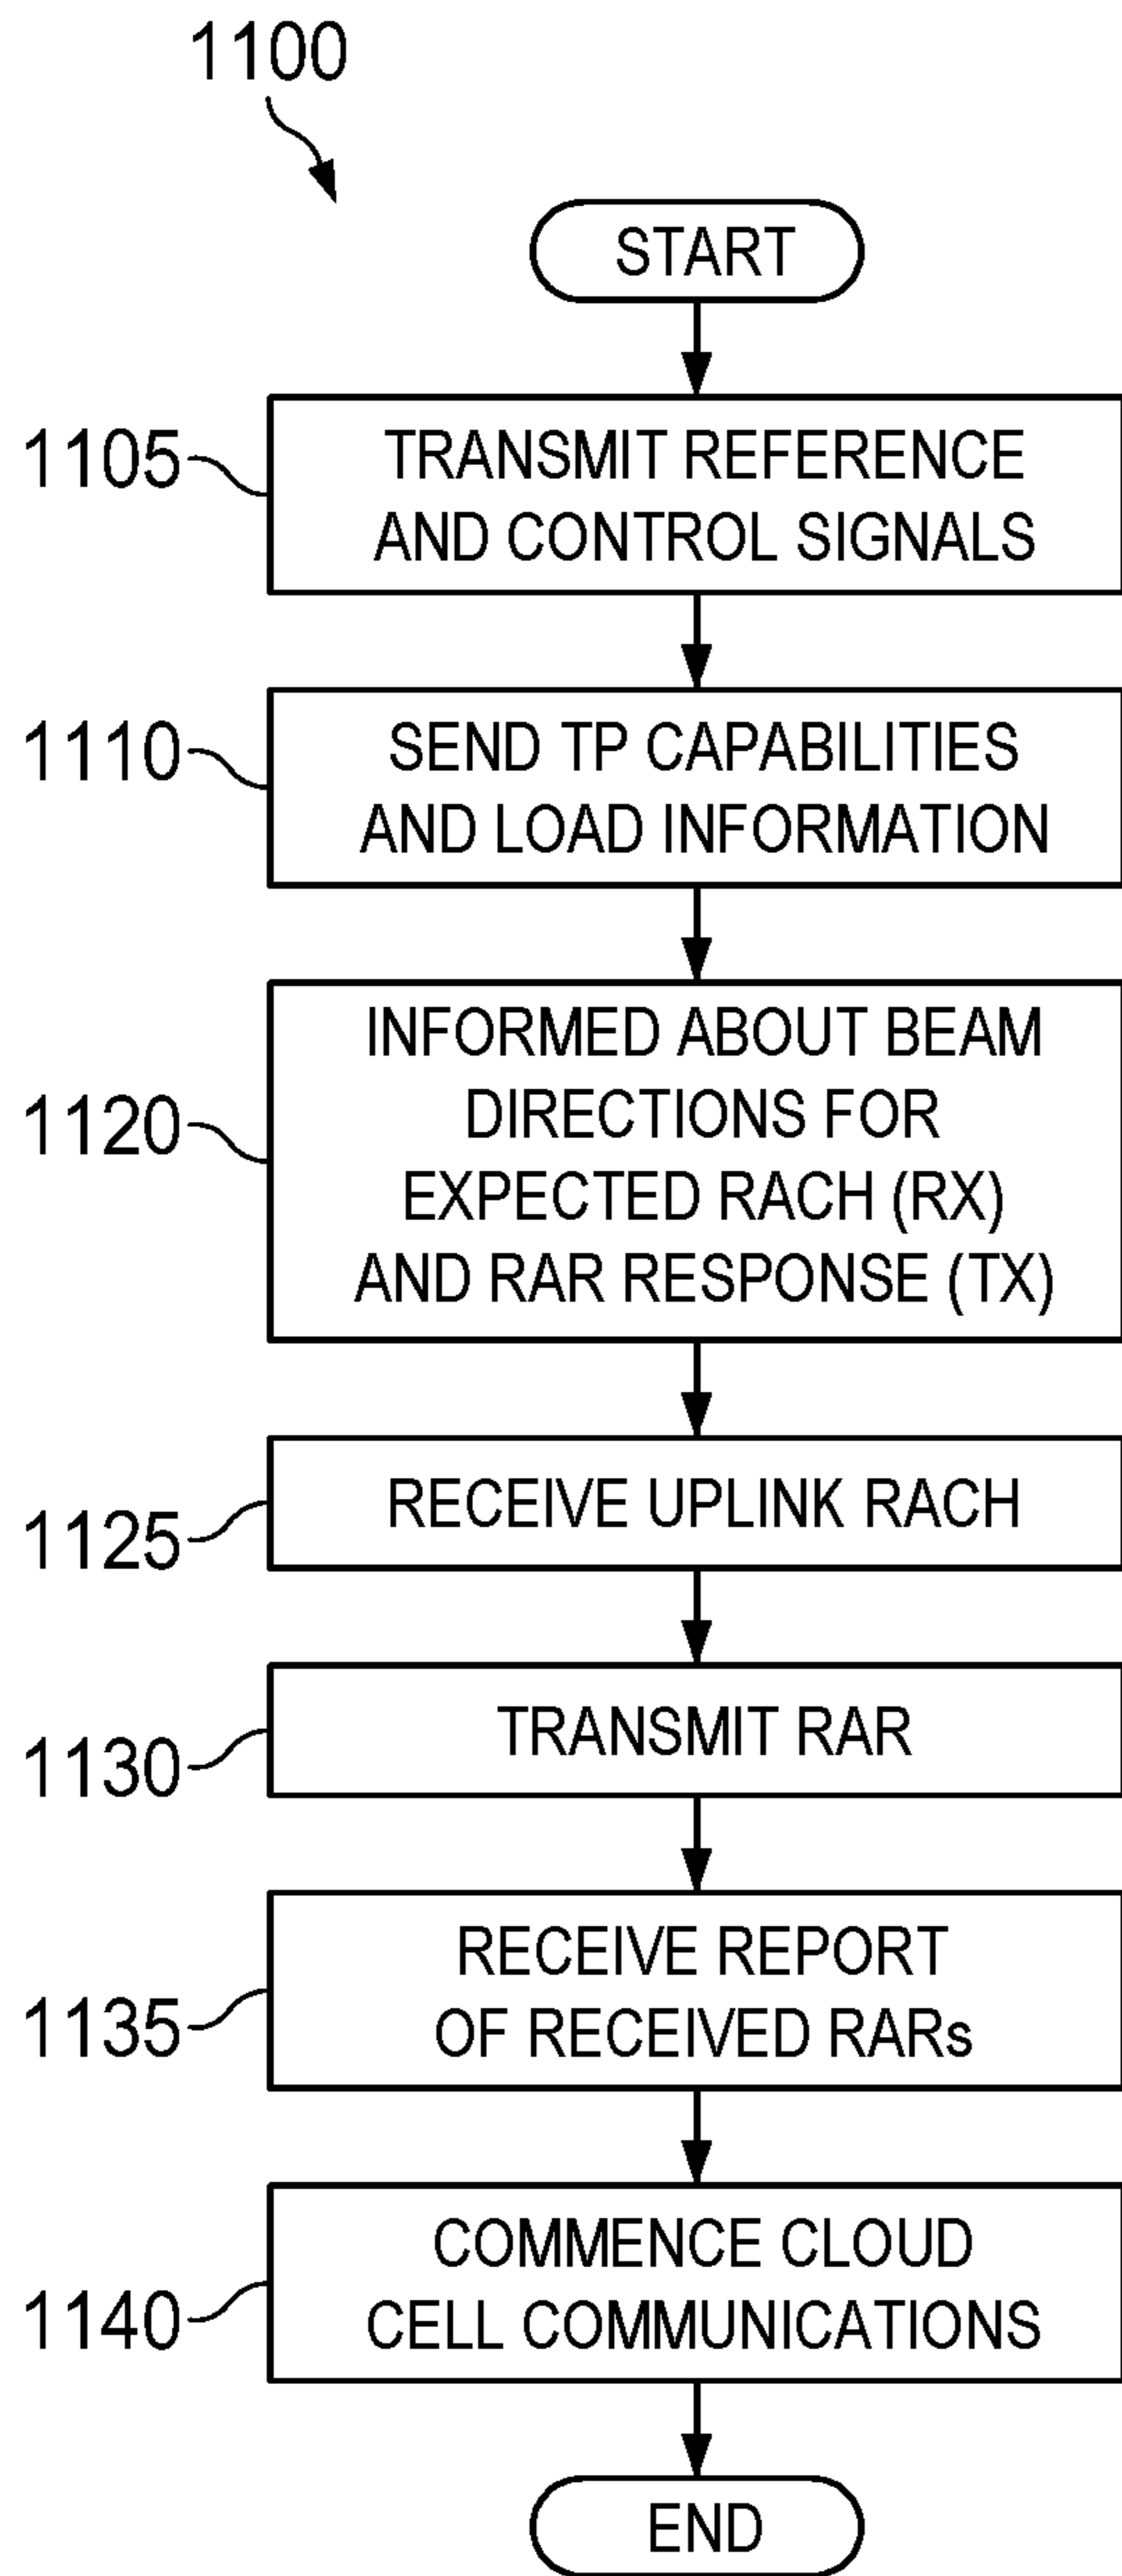 1100
START
1105
TRANSMIT REFERENCE
AND CONTROL SIGNALS
1110
SEND TP CAPABILITIES
AND LOAD INFORMATION
1120
INFORMED ABOUT BEAM
DIRECTIONS FOR
EXPECTED RACH (RX)
AND RAR RESPONSE (TX)
1125
RECEIVE UPLINK RACH
1130
TRANSMIT RAR
1135
RECEIVE REPORT
OF RECEIVED RARs
1140
COMMENCE CLOUD
CELL COMMUNICATIONS
END